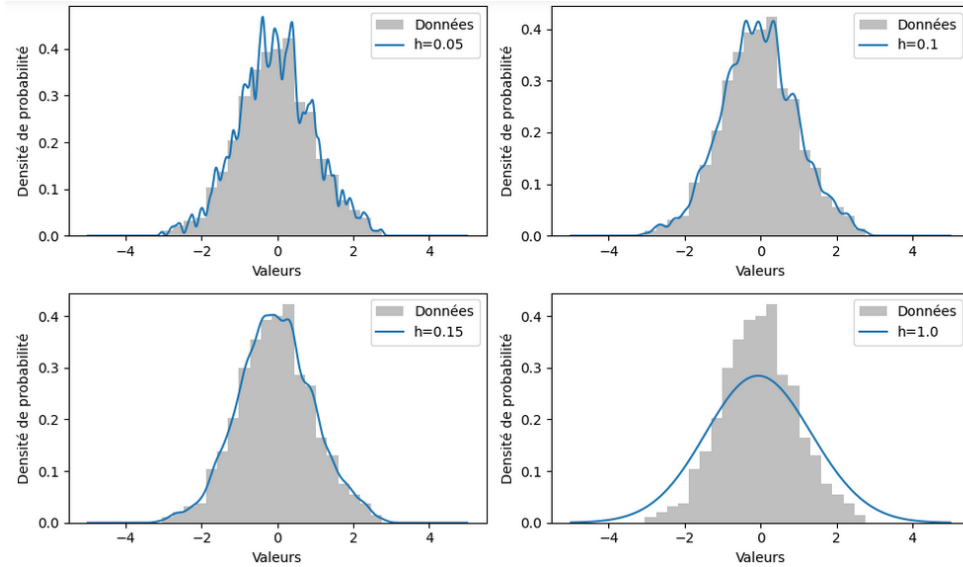 Densité de probabilité
0.4
0.3
0.2
0.1
0.0
−4 −2 0 2 4
Valeurs
Données
h=0.05
Densité de probabilité
0.4
0.3
0.2
0.1
0.0
−4 −2 0 2 4
Valeurs
Données
h=0.1
Densité de probabilité
0.4
0.3
0.2
0.1
0.0
−4 −2 0 2 4
Valeurs
Données
h=0.15
Densité de probabilité
0.4
0.3
0.2
0.1
0.0
−4 −2 0 2 4
Valeurs
Données
h=1.0